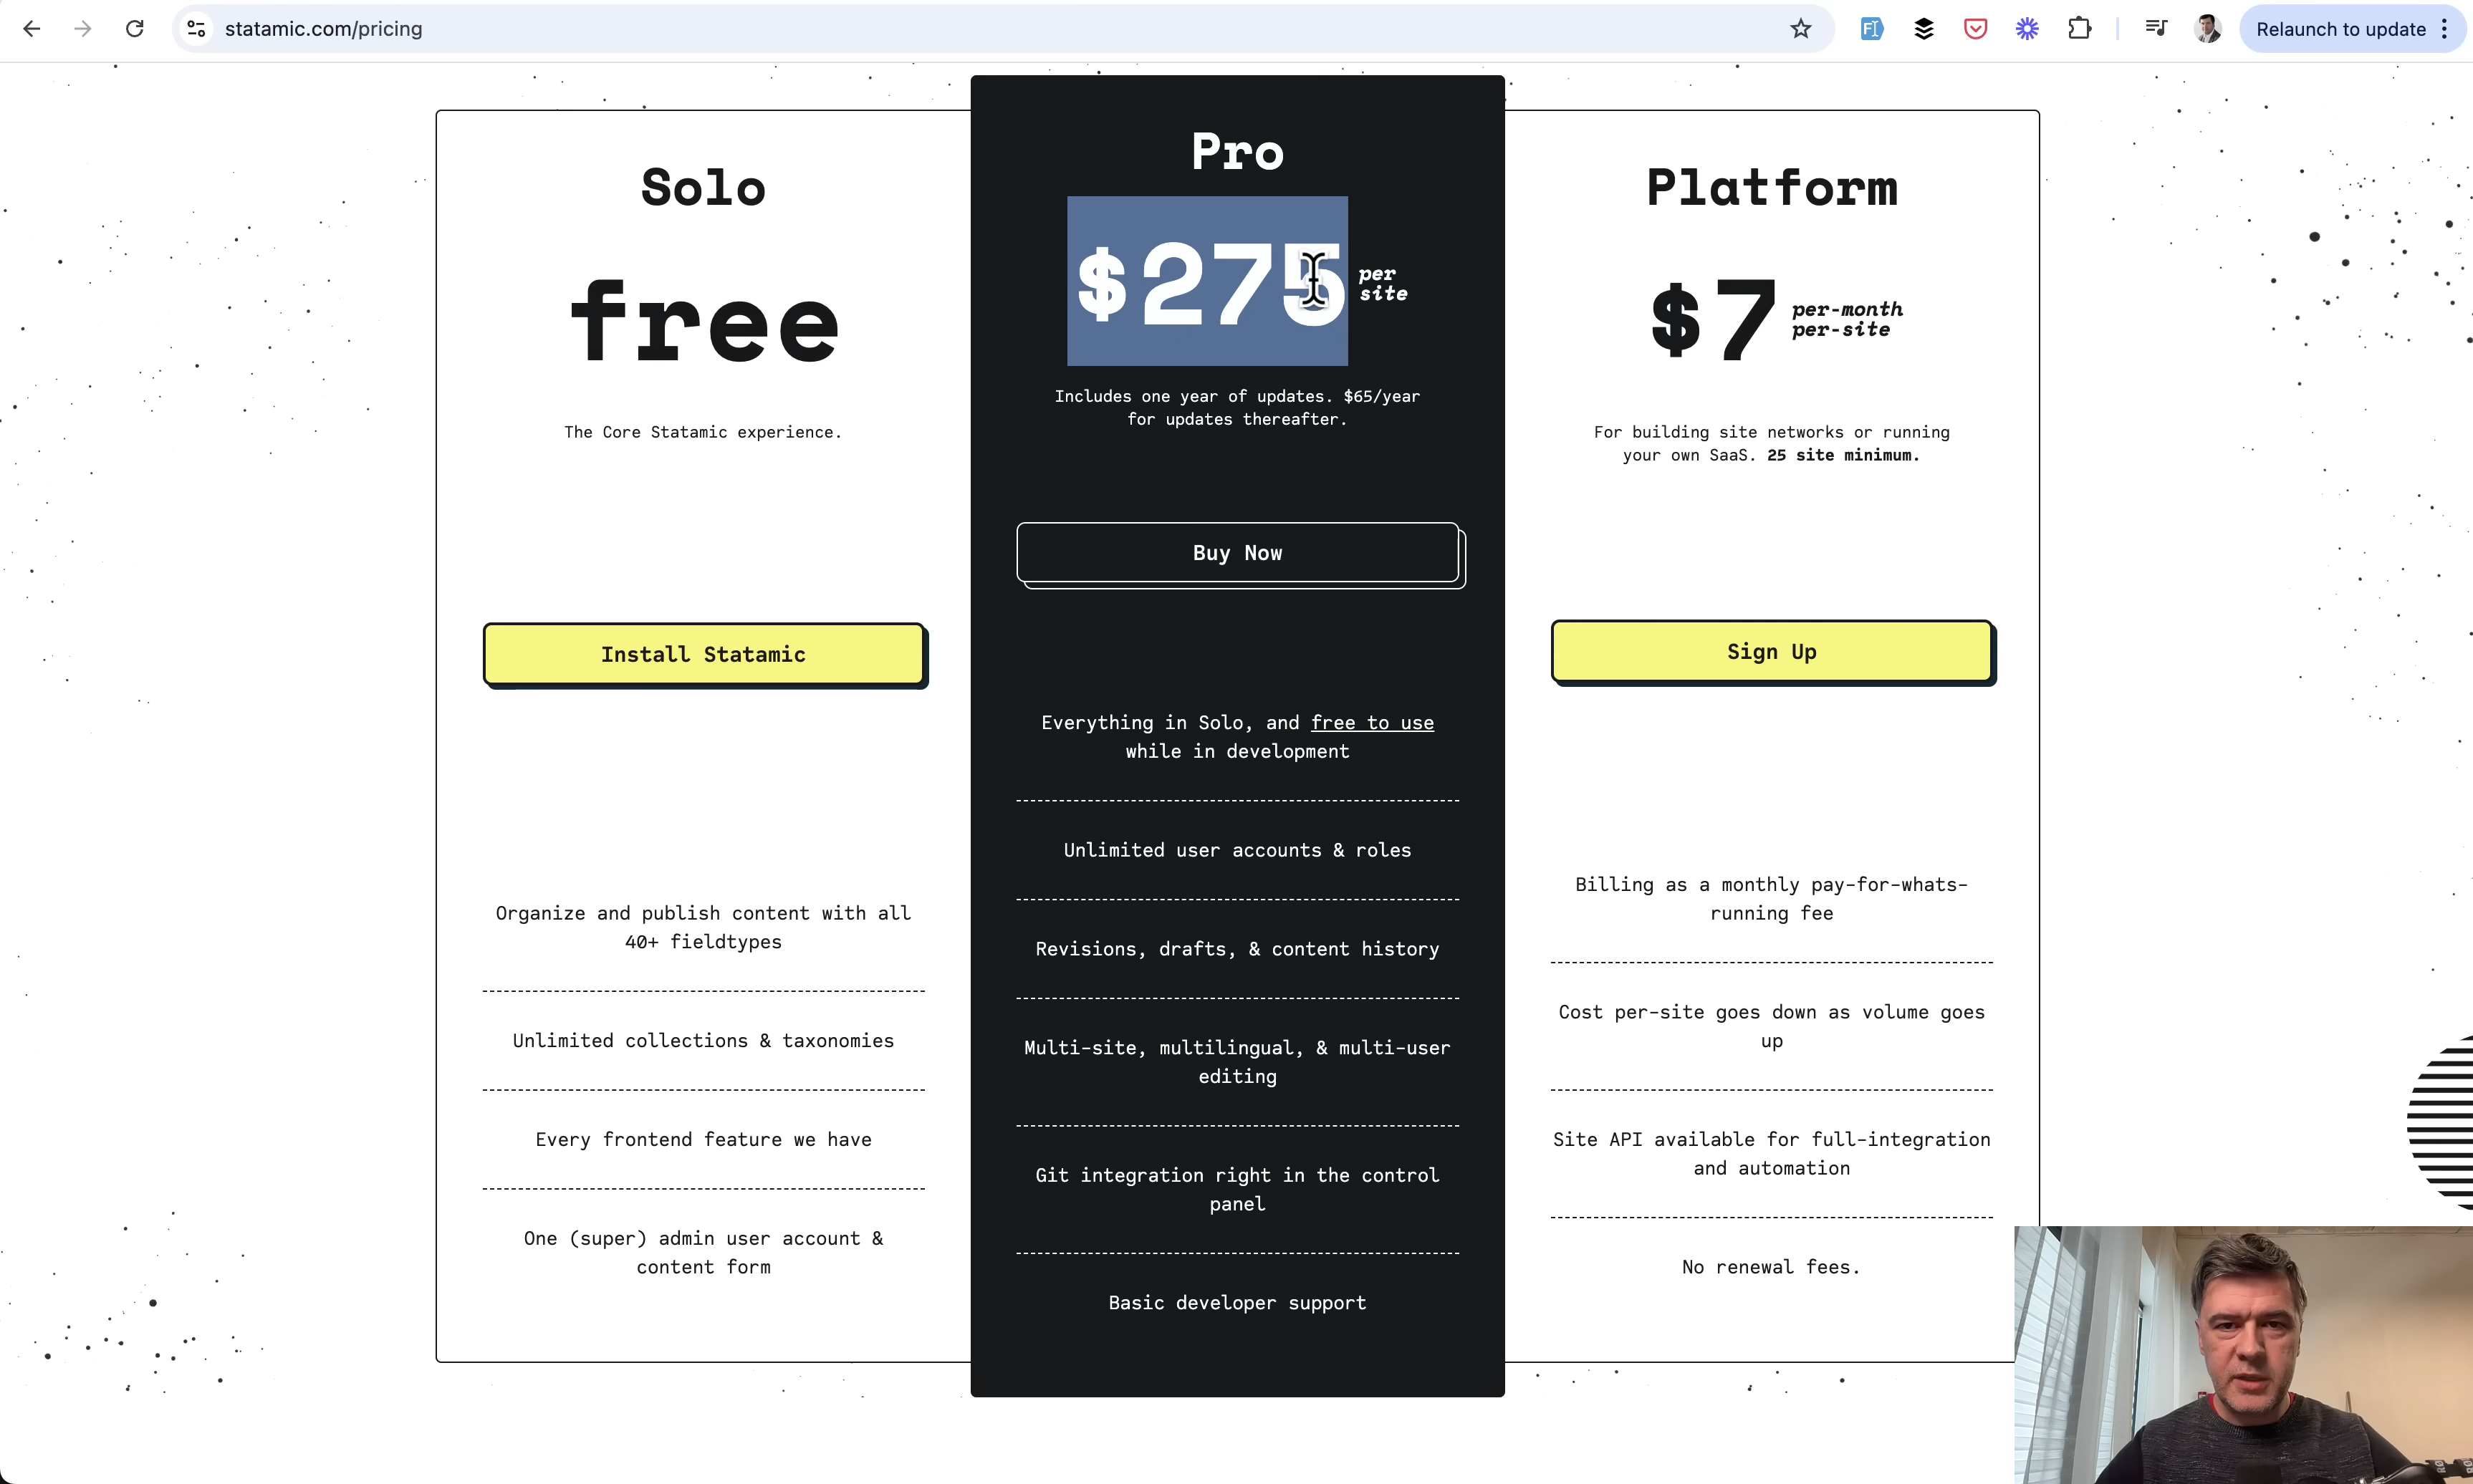 statamic.com/pricing
Relaunch to update
Solo
free
The Core Statamic experience.
Install Statamic
Organize and publish content with all
40+ fieldtypes
Unlimited collections & taxonomies
Every frontend feature we have
One (super) admin user account &
content form
Pro
$275 per
site
Includes one year of updates. $65/year
for updates thereafter.
Buy Now
Everything in Solo, and free to use
while in development
Unlimited user accounts & roles
Revisions, drafts, & content history
Multi-site, multilingual, & multi-user
editing
Git integration right in the control
panel
Basic developer support
Platform
$7 per-month
per-site
For building site networks or running
your own SaaS. 25 site minimum.
Sign Up
Billing as a monthly pay-for-whats-
running fee
Cost per-site goes down as volume goes
up
Site API available for full-integration
and automation
No renewal fees.